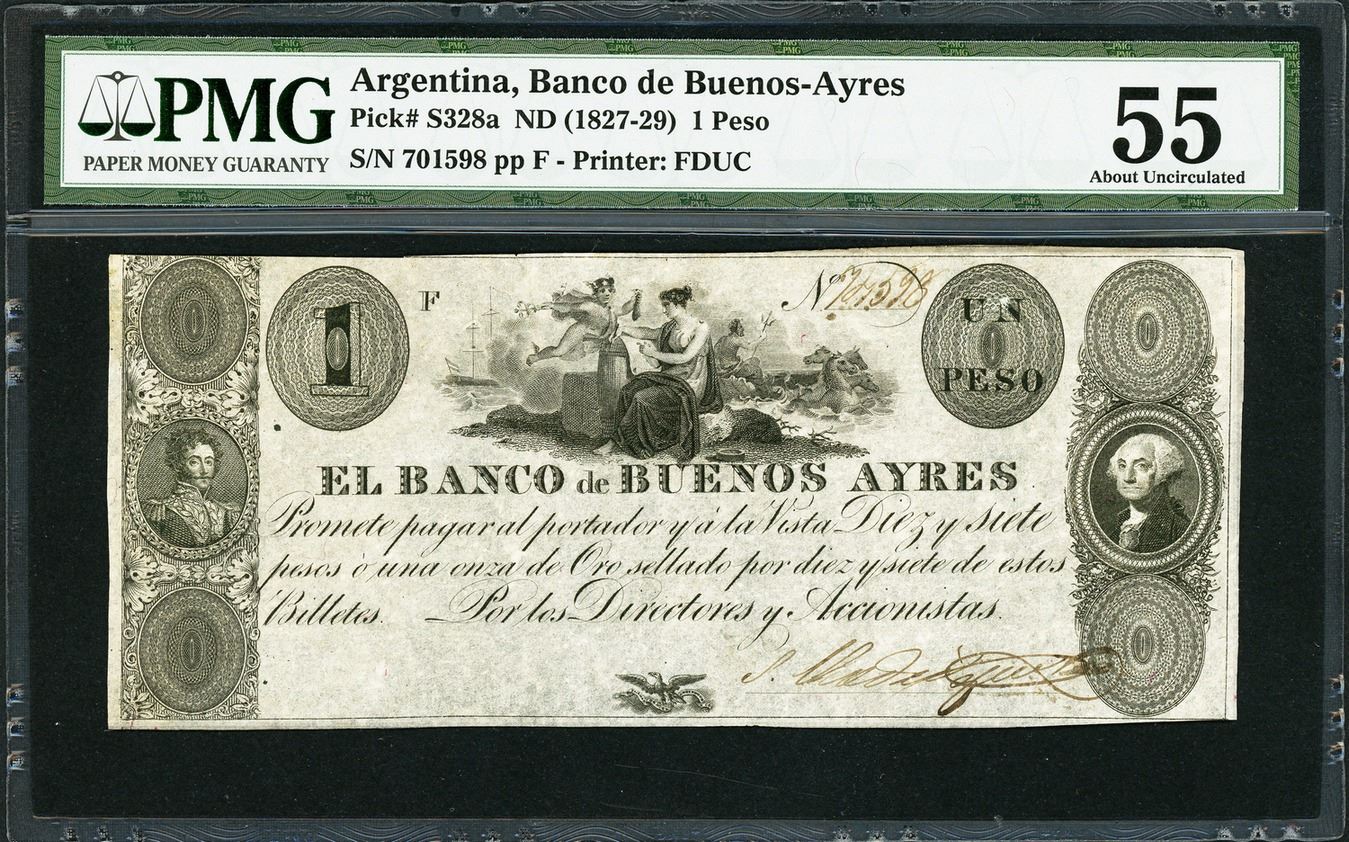 PMG
PAPER MONEY GUARANTY
Argentina, Banco de Buenos-Ayres
Pick# S328a ND (1827-29) 1 Peso
S/N 701598 pp F - Printer: FDUC
55
About Uncirculated
1
F
Nº 701598
UN
PESO
EL BANCO de BUENOS AYRES
Promete pagar al portador y à la Vista Diez y siete
pesos ò una onza de Oro sellado por diez y siete de estos
Billetes. Por los Directores y Accionistas.